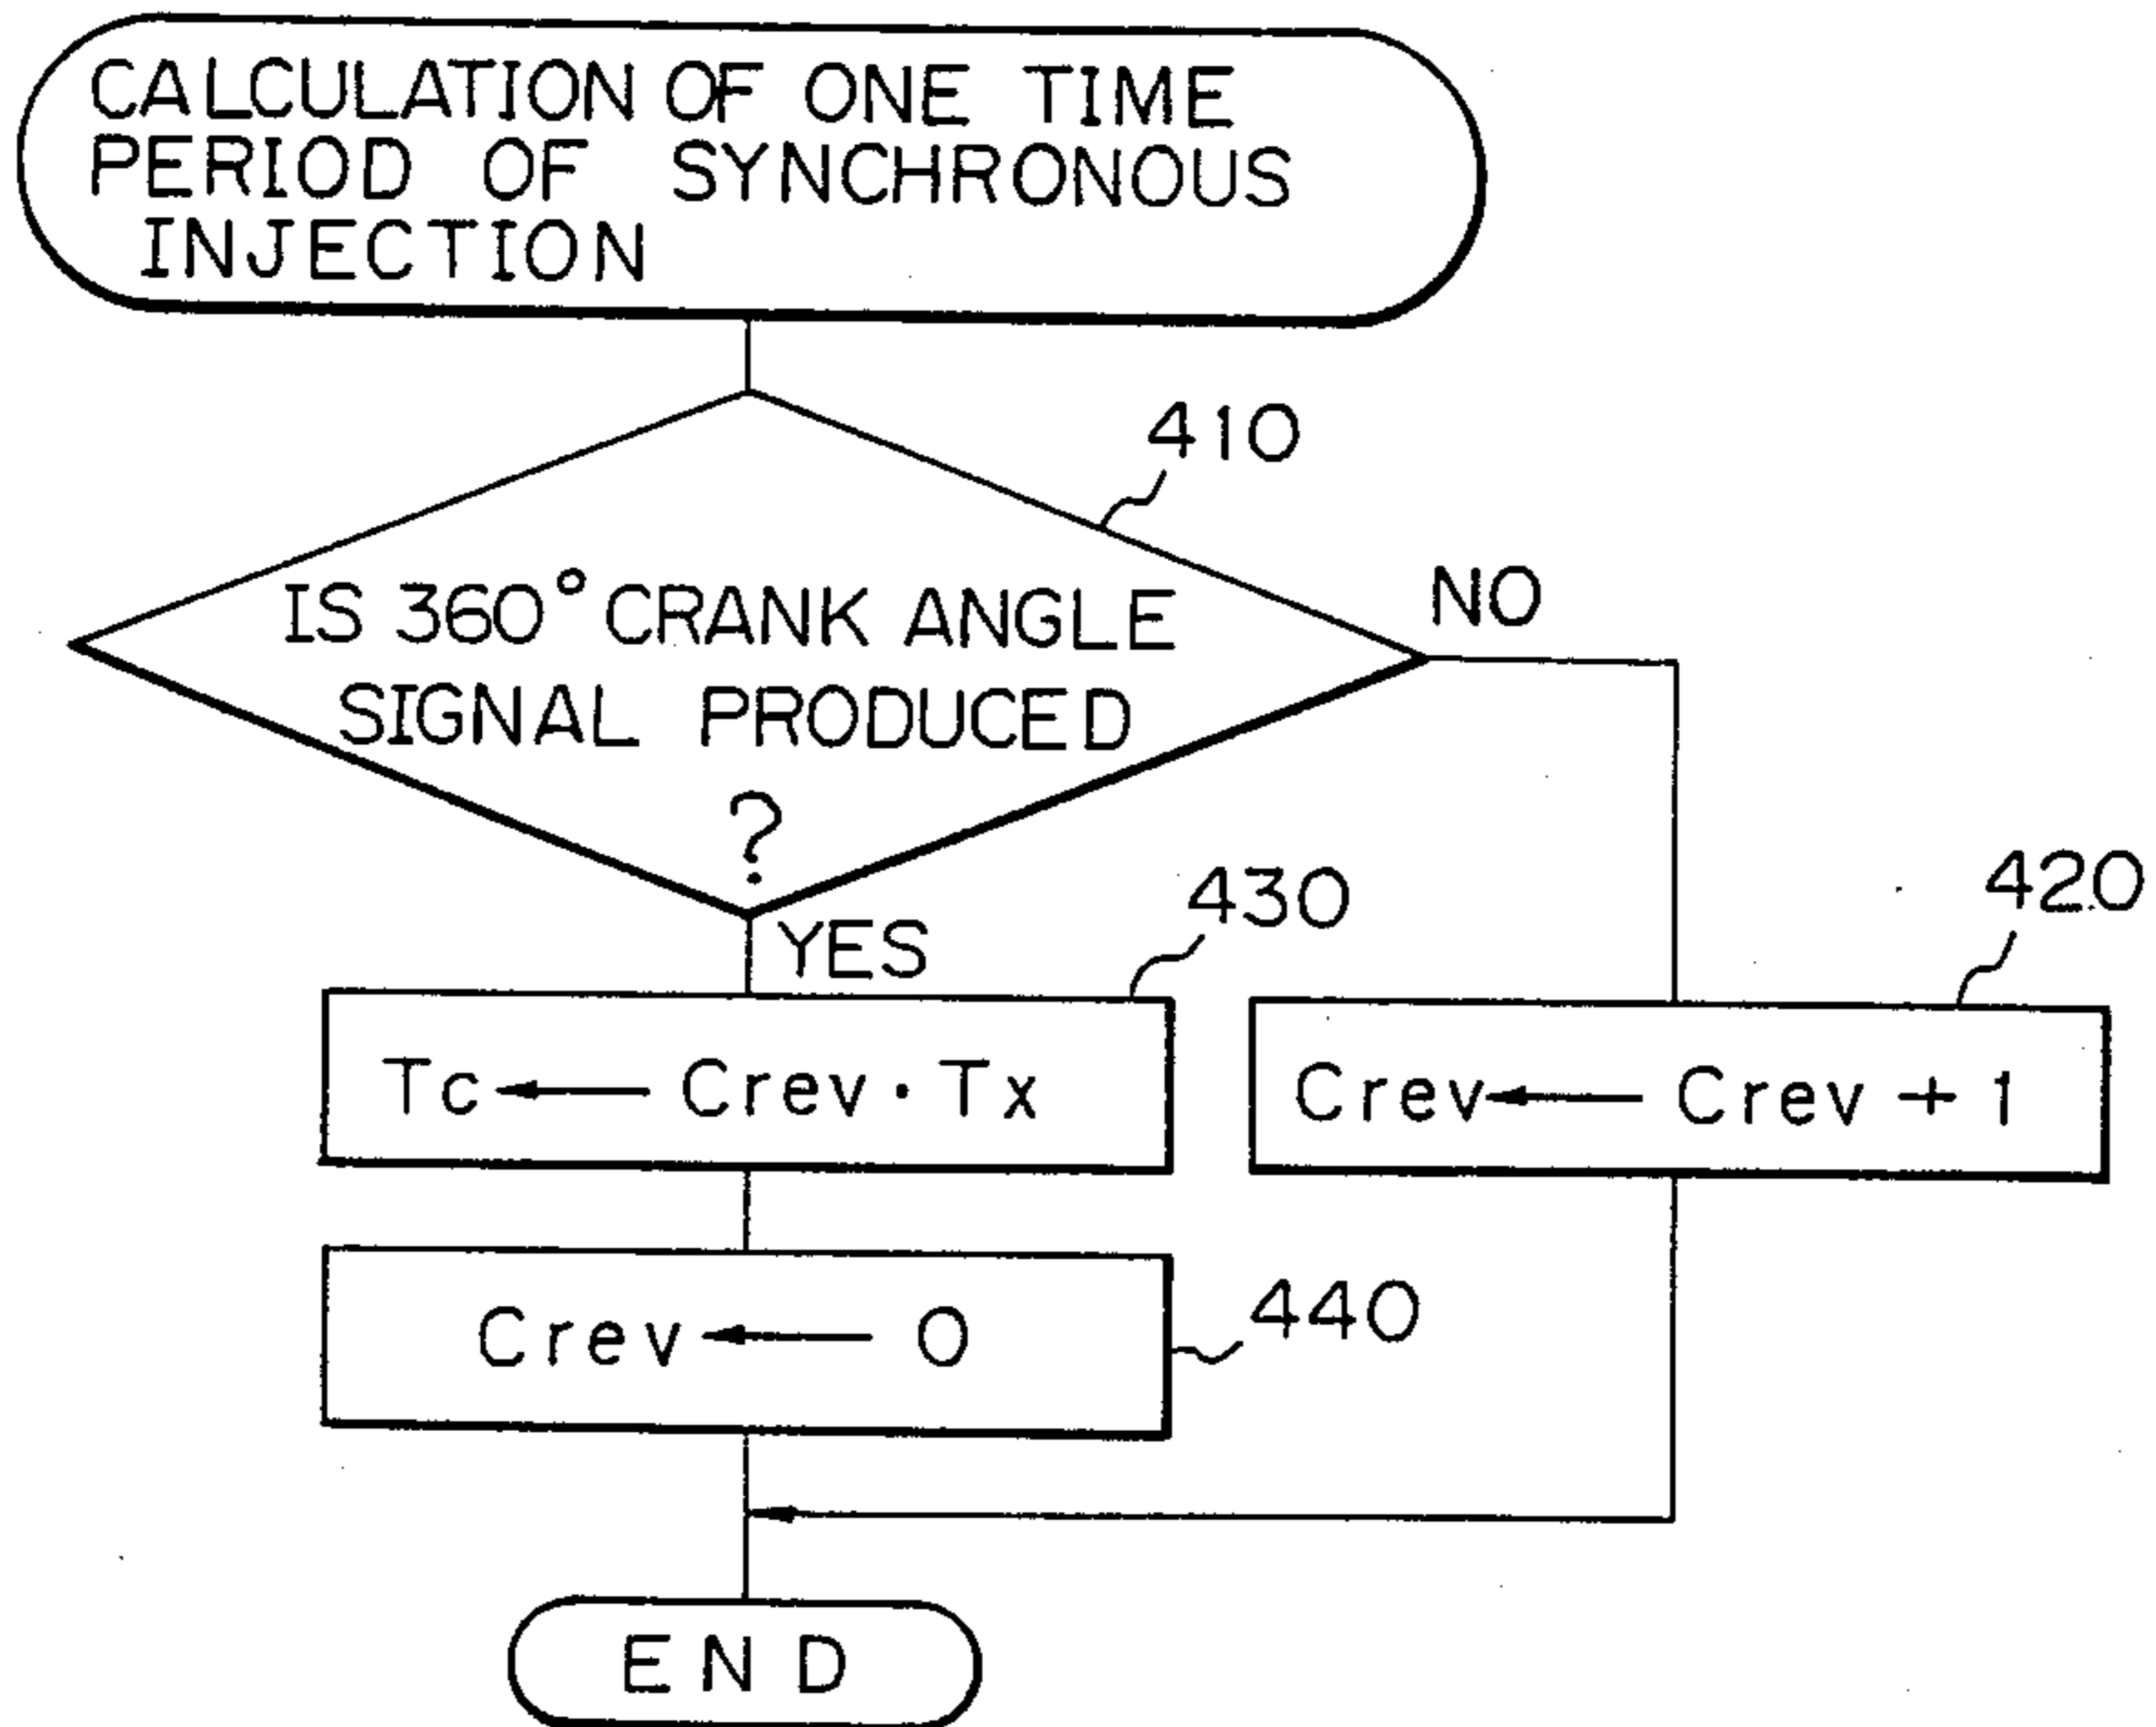 CALCULATION OF ONE TIME
PERIOD OF SYNCHRONOUS
INJECTION
410
IS 360° CRANK ANGLE
SIGNAL PRODUCED
?
NO
YES
430
420
Tc ← Crev · Tx
Crev ← Crev + 1
Crev ← 0
440
END